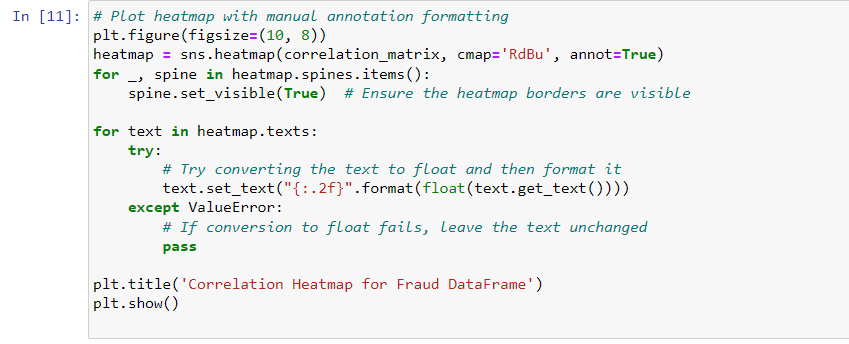 In [11]: # Plot heatmap with manual annotation formatting
plt.figure(figsize=(10, 8))
heatmap = sns.heatmap(correlation_matrix, cmap='RdBu', annot=True)
for _, spine in heatmap.spines.items():
    spine.set_visible(True)  # Ensure the heatmap borders are visible

for text in heatmap.texts:
    try:
        # Try converting the text to float and then format it
        text.set_text("{:.2f}".format(float(text.get_text())))
    except ValueError:
        # If conversion to float fails, leave the text unchanged
        pass

plt.title('Correlation Heatmap for Fraud DataFrame')
plt.show()